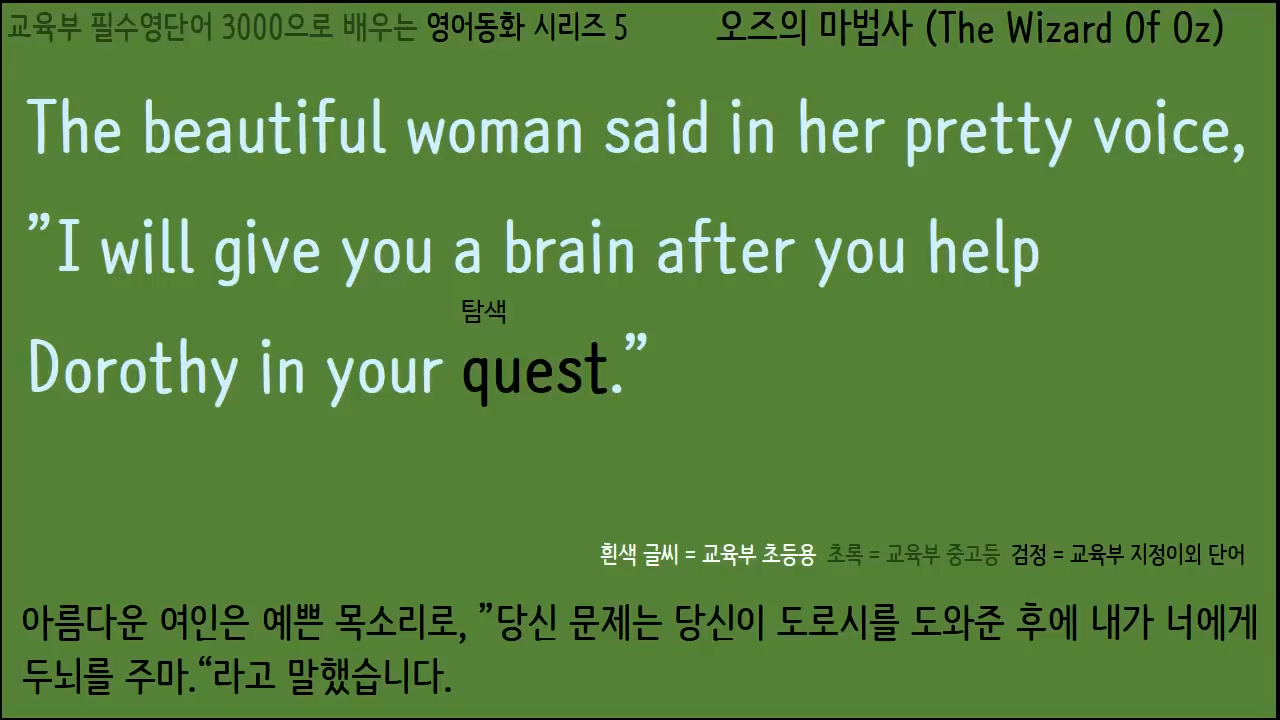 교육부 필수영단어 3000으로 배우는 영어동화 시리즈 5 오즈의 마법사 (The Wizard Of Oz)
The beautiful woman said in her pretty voice,
”I will give you a brain after you help
탐색
Dorothy in your quest.”
흰색 글씨 = 교육부 초등용 초록 = 교육부 중고등 검정 = 교육부 지정이외 단어
아름다운 여인은 예쁜 목소리로, ”당신 문제는 당신이 도로시를 도와준 후에 내가 너에게
두뇌를 주마.“라고 말했습니다.